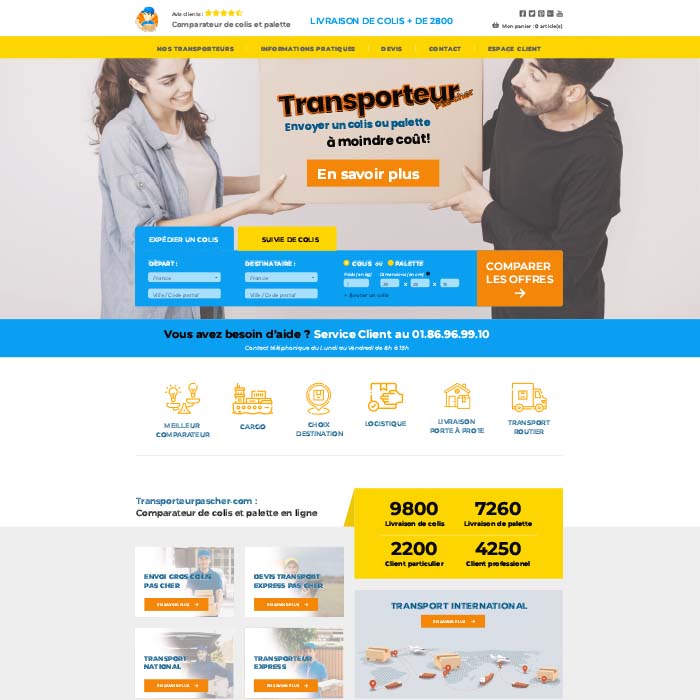 Avis clients :
Comparateur de colis et palette
LIVRAISON DE COLIS + DE 2800
Mon panier : 0 article(s)
NOS TRANSPORTEURS
INFORMATIONS PRATIQUES
DEVIS
CONTACT
ESPACE CLIENT
Transporteur
Pas cher
Envoyer un colis ou palette
à moindre coût!
En savoir plus
EXPÉDIER UN COLIS
SUIVIE DE COLIS
DÉPART :
DESTINATAIRE :
COLIS ou PALETTE
France
France
Poids (en kg)
Dimensions (en cm)
x
x
Ville / Code postal
Ville / Code postal
+ Ajouter un colis
COMPARER
LES OFFRES
Vous avez besoin d'aide ? Service Client au 01.86.96.99.10
Contact téléphonique du Lundi au Vendredi de 8h à 19h
MEILLEUR
COMPARATEUR
CARGO
CHOIX
DESTINATION
LOGISTIQUE
LIVRAISON
PORTE À PROTE
TRANSPORT
ROUTIER
Transporteurpascher.com :
Comparateur de colis et palette en ligne
9800
Livraison de colis
7260
Livraison de palette
2200
Client particulier
4250
Client professionel
ENVOI GROS COLIS
PAS CHER
EN SAVOIR PLUS
DEVIS TRANSPORT
EXPRESS PAS CHER
EN SAVOIR PLUS
TRANSPORT
NATIONAL
EN SAVOIR PLUS
TRANSPORTEUR
EXPRESS
EN SAVOIR PLUS
TRANSPORT INTERNATIONAL
EN SAVOIR PLUS